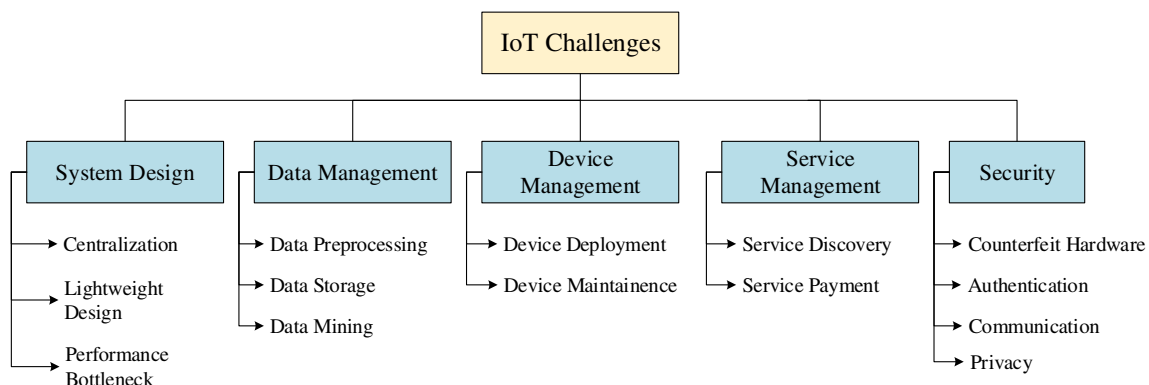 IoT Challenges
System Design
Centralization
Lightweight
Design
Performance
Bottleneck
Data Management
Data Preprocessing
Data Storage
Data Mining
Device
Management
Device Deployment
Device Maintainence
Service
Management
Service Discovery
Service Payment
Security
Counterfeit Hardware
Authentication
Communication
Privacy